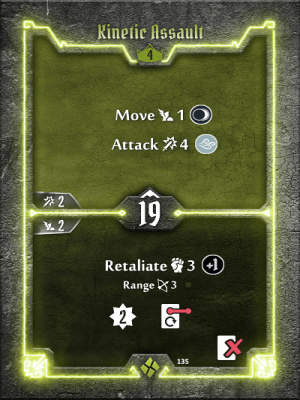 Kinetic Assault
4
Move 1
Attack 4
2
19
2
Retaliate 3 +1
Range 3
2
135